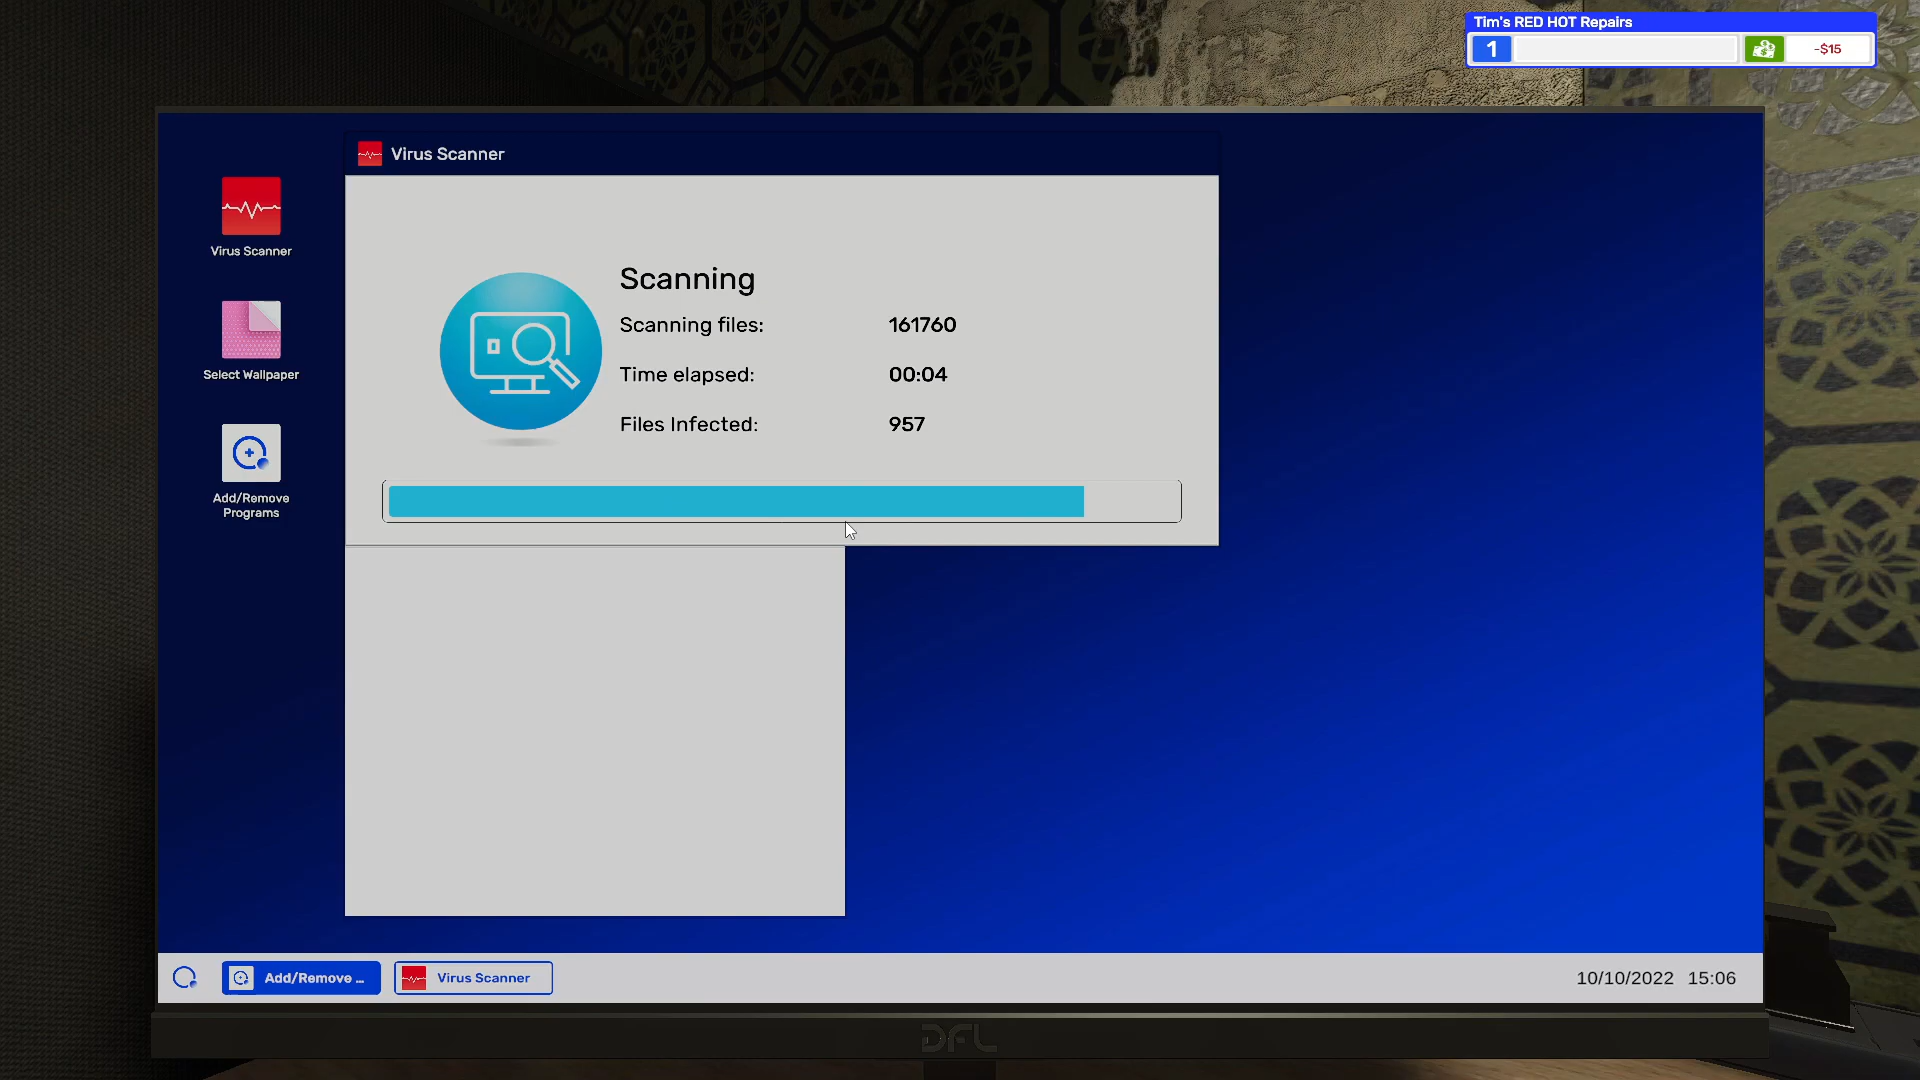 Tim's RED HOT Repairs
1
-$15
Virus Scanner
Virus Scanner
Select Wallpaper
Add/Remove
Programs
Scanning
Scanning files: 161760
Time elapsed: 00:04
Files Infected: 957
Add/Remove ...
Virus Scanner
10/10/2022 15:06
DFL